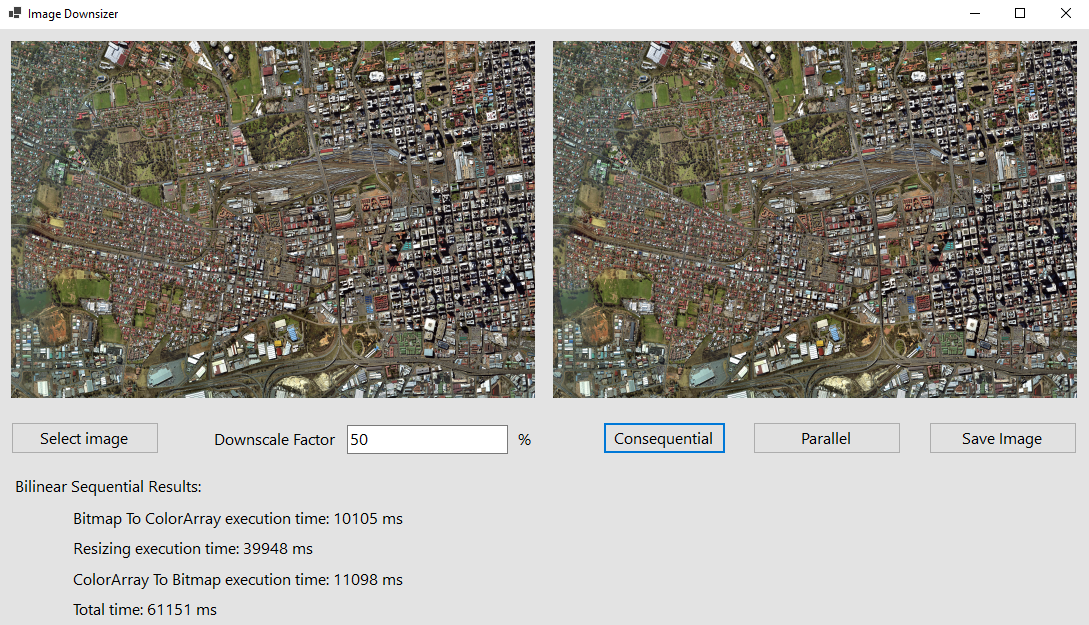 Image Downsizer
Select image
Downscale Factor 50 %
Consequential
Parallel
Save Image
Bilinear Sequential Results:
Bitmap To ColorArray execution time: 10105 ms
Resizing execution time: 39948 ms
ColorArray To Bitmap execution time: 11098 ms
Total time: 61151 ms